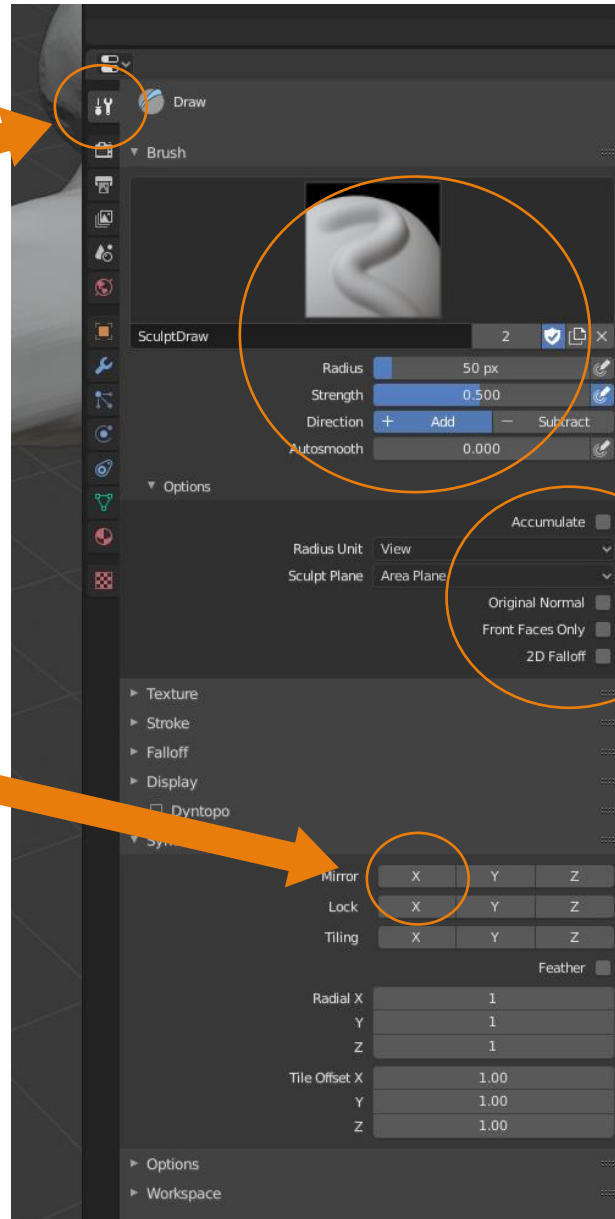 Draw
Brush
SculptDraw 2
Radius 50 px
Strength 0.500
Direction + Add — Subtract
Autosmooth 0.000
Options
Accumulate
Radius Unit View
Sculpt Plane Area Plane
Original Normal
Front Faces Only
2D Falloff
Texture
Stroke
Falloff
Display
Dyntopo
Mirror X Y Z
Lock X Y Z
Tiling X Y Z
Feather
Radial X 1
Y 1
Z 1
Tile Offset X 1.00
Y 1.00
Z 1.00
Options
Workspace